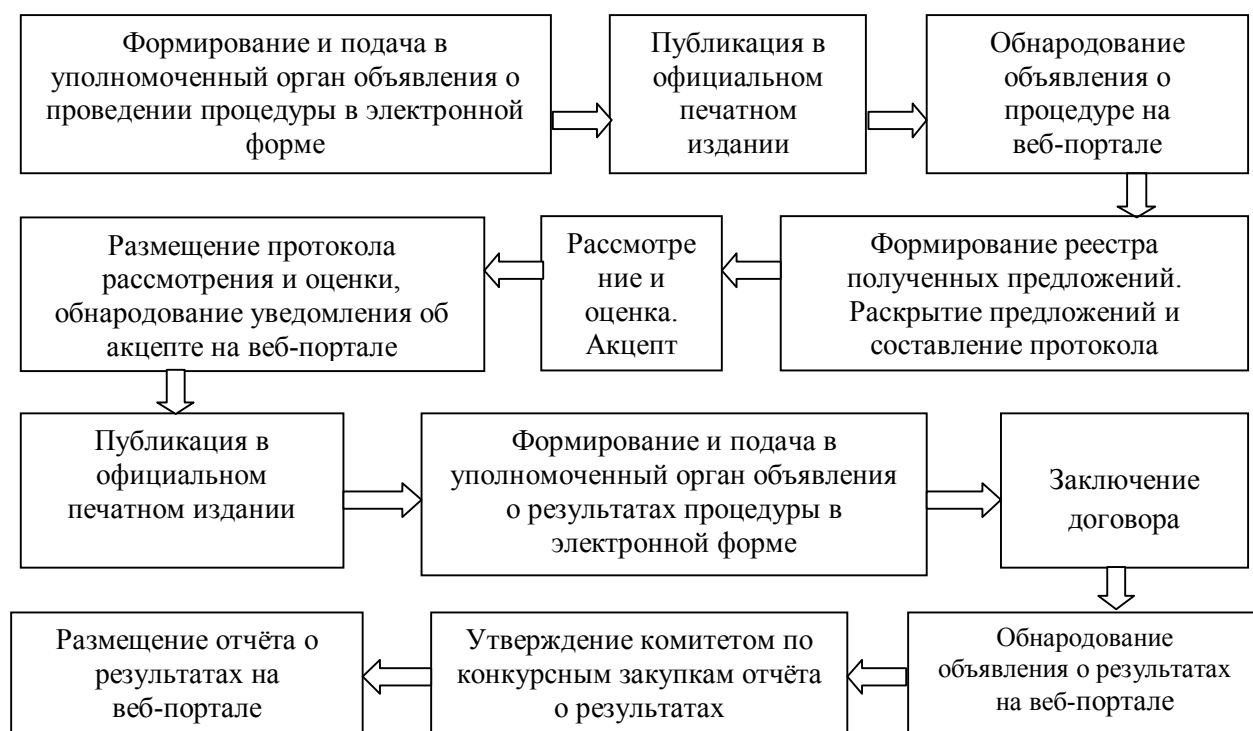 Формирование и подача в
уполномоченный орган объявления о
проведении процедуры в электронной
форме
Публикация в
официальном
печатном
издании
Обнародование
объявления о
процедуре на
веб-портале
Формирование реестра
полученных предложений.
Раскрытие предложений и
составление протокола
Рассмотре
ние и
оценка.
Акцепт
Размещение протокола
рассмотрения и оценки,
обнародование уведомления об
акцепте на веб-портале
Публикация в
официальном
печатном издании
Формирование и подача в
уполномоченный орган объявления
о результатах процедуры в
электронной форме
Заключение
договора
Обнародование
объявления о результатах
на веб-портале
Утверждение комитетом по
конкурсным закупкам отчёта
о результатах
Размещение отчёта о
результатах на
веб-портале